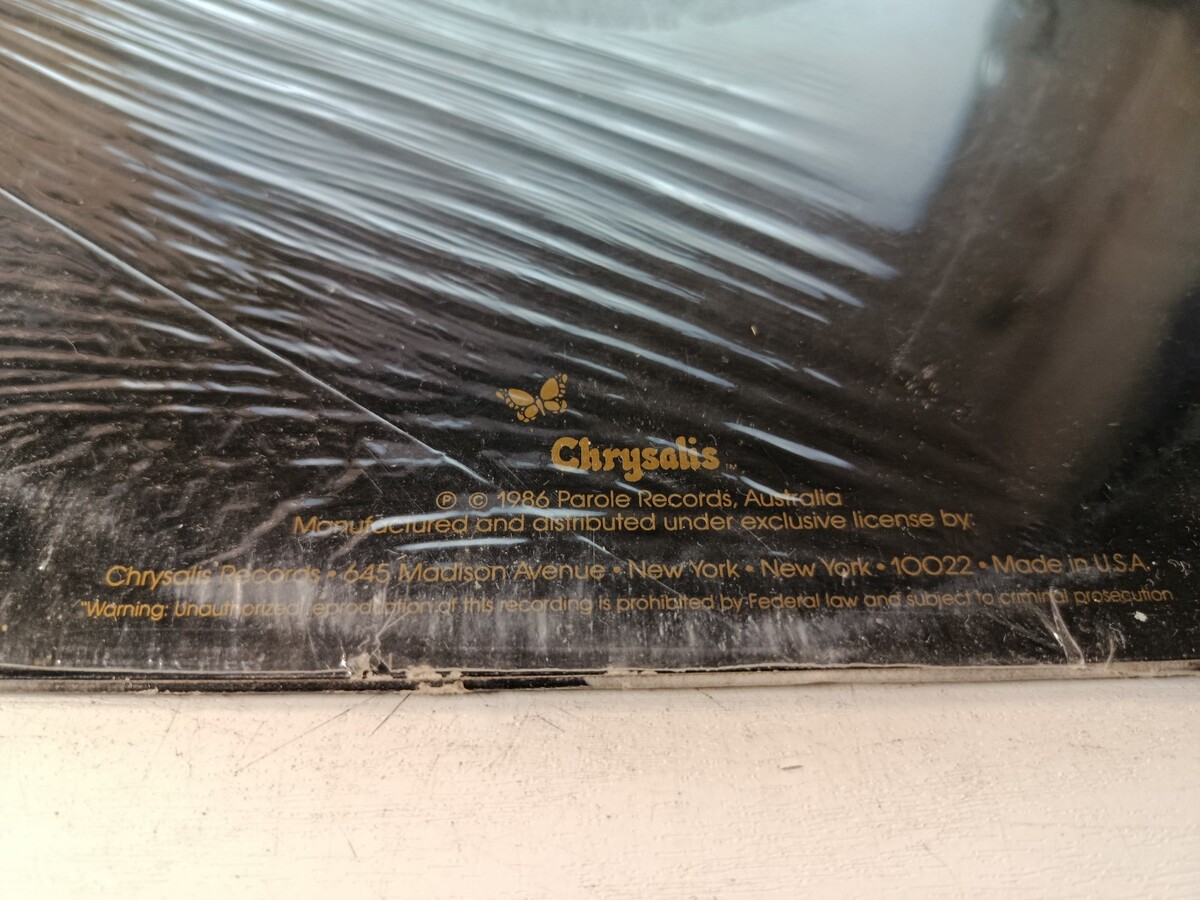 Chrysalis™
℗ © 1986 Parole Records, Australia
Manufactured and distributed under exclusive license by:
Chrysalis Records • 645 Madison Avenue • New York • New York • 10022 • Made in U.S.A.
"Warning: Unauthorized reproduction of this recording is prohibited by Federal law and subject to criminal prosecution